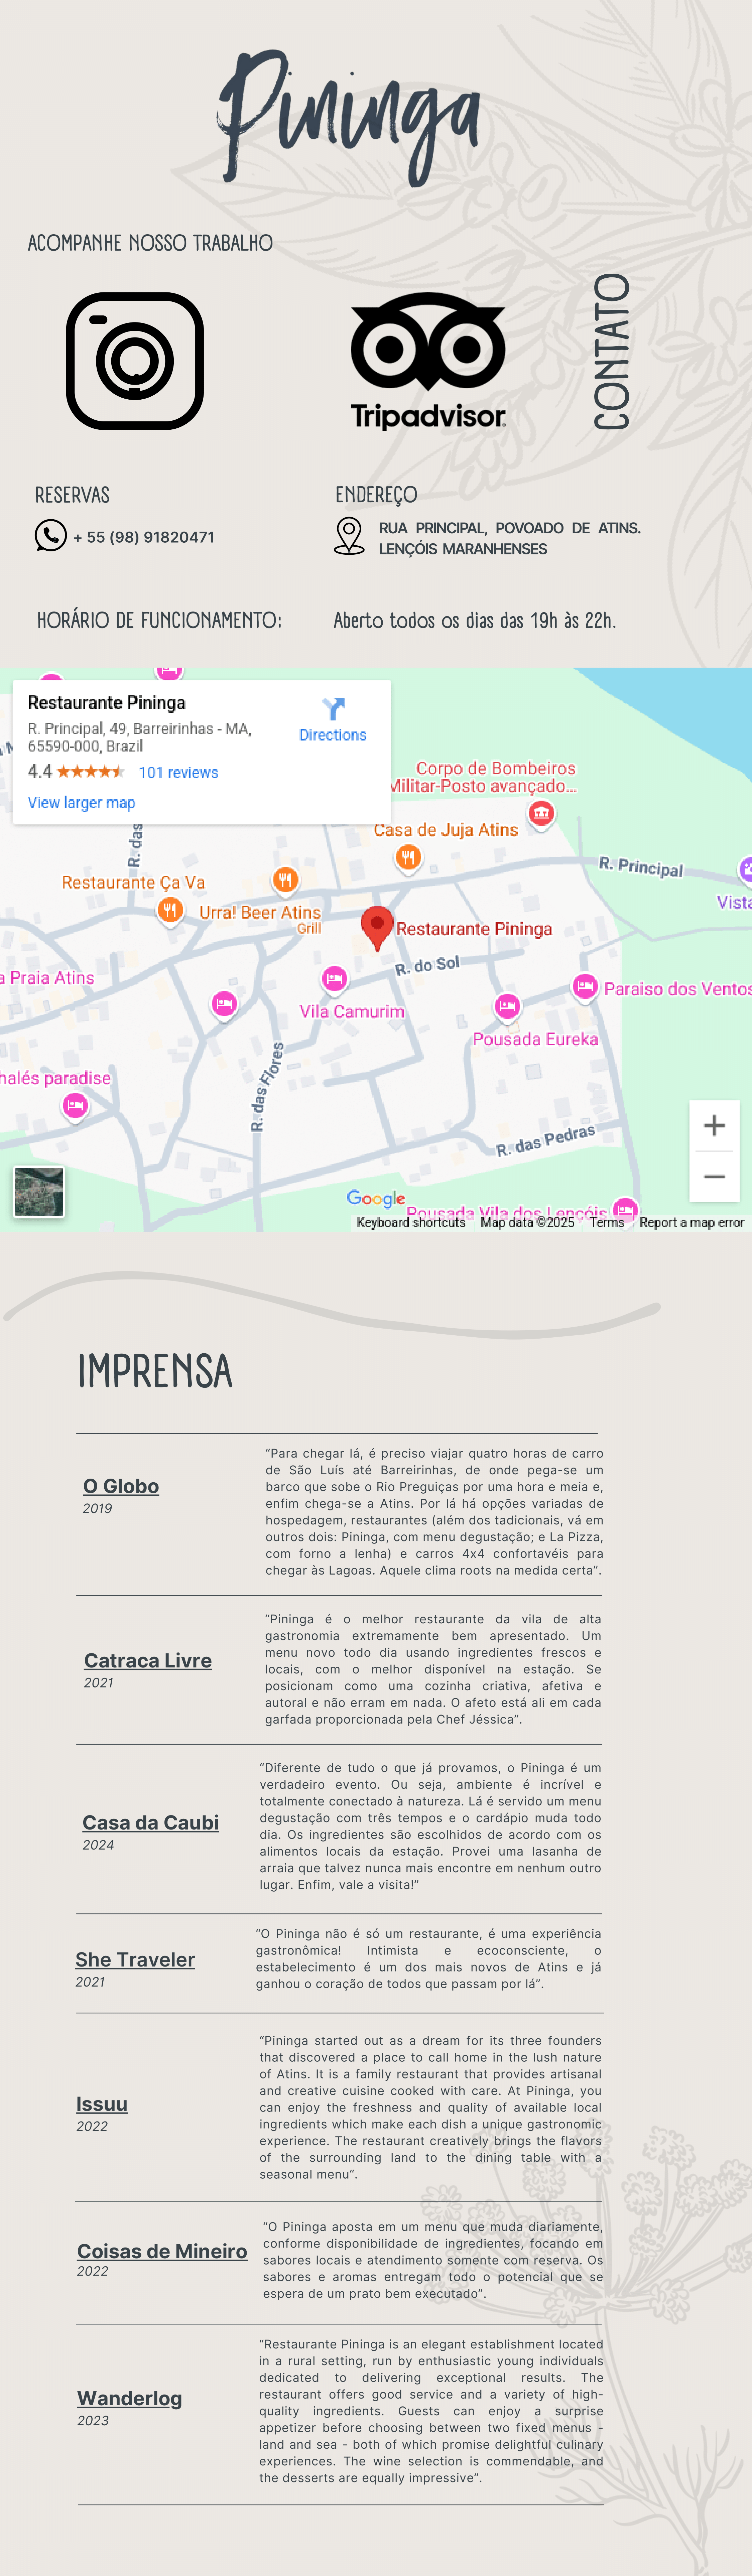 Pininga
ACOMPANHE NOSSO TRABALHO
CONTATO
Tripadvisor
RESERVAS
+ 55 (98) 91820471
ENDEREÇO
RUA PRINCIPAL, POVOADO DE ATINS.
LENÇÓIS MARANHENSES
HORÁRIO DE FUNCIONAMENTO:
Aberto todos os dias das 19h às 22h.
Restaurante Pininga
R. Principal, 49, Barreirinhas - MA,
65590-000, Brazil
4.4
101 reviews
View larger map
Directions
Corpo de Bombeiros
Militar-Posto avançado...
Casa de Juja Atins
R. das
R. Principal
Vista
Restaurante Ça Va
Urra! Beer Atins
Grill
Restaurante Pininga
R. do Sol
a Praia Atins
Vila Camurim
Paraiso dos Ventos
Pousada Eureka
halés paradise
R. das Flores
R. das Pedras
Google
Pousada Vila dos Lençóis
Keyboard shortcuts
Map data ©2025
Terms
Report a map error
IMPRENSA
O Globo
2019
“Para chegar lá, é preciso viajar quatro horas de carro
de São Luís até Barreirinhas, de onde pega-se um
barco que sobe o Rio Preguiças por uma hora e meia e,
enfim chega-se a Atins. Por lá há opções variadas de
hospedagem, restaurantes (além dos tadicionais, vá em
outros dois: Pininga, com menu degustação; e La Pizza,
com forno a lenha) e carros 4x4 confortavéis para
chegar às Lagoas. Aquele clima roots na medida certa”.
Catraca Livre
2021
“Pininga é o melhor restaurante da vila de alta
gastronomia extremamente bem apresentado. Um
menu novo todo dia usando ingredientes frescos e
locais, com o melhor disponível na estação. Se
posicionam como uma cozinha criativa, afetiva e
autoral e não erram em nada. O afeto está ali em cada
garfada proporcionada pela Chef Jéssica”.
Casa da Caubi
2024
“Diferente de tudo o que já provamos, o Pininga é um
verdadeiro evento. Ou seja, ambiente é incrível e
totalmente conectado à natureza. Lá é servido um menu
degustação com três tempos e o cardápio muda todo
dia. Os ingredientes são escolhidos de acordo com os
alimentos locais da estação. Provei uma lasanha de
arraia que talvez nunca mais encontre em nenhum outro
lugar. Enfim, vale a visita!”
She Traveler
2021
“O Pininga não é só um restaurante, é uma experiência
gastronômica! Intimista e ecoconsciente, o
estabelecimento é um dos mais novos de Atins e já
ganhou o coração de todos que passam por lá”.
Issuu
2022
“Pininga started out as a dream for its three founders
that discovered a place to call home in the lush nature
of Atins. It is a family restaurant that provides artisanal
and creative cuisine cooked with care. At Pininga, you
can enjoy the freshness and quality of available local
ingredients which make each dish a unique gastronomic
experience. The restaurant creatively brings the flavors
of the surrounding land to the dining table with a
seasonal menu”.
Coisas de Mineiro
2022
“O Pininga aposta em um menu que muda diariamente,
conforme disponibilidade de ingredientes, focando em
sabores locais e atendimento somente com reserva. Os
sabores e aromas entregam todo o potencial que se
espera de um prato bem executado”.
Wanderlog
2023
“Restaurante Pininga is an elegant establishment located
in a rural setting, run by enthusiastic young individuals
dedicated to delivering exceptional results. The
restaurant offers good service and a variety of high-
quality ingredients. Guests can enjoy a surprise
appetizer before choosing between two fixed menus -
land and sea - both of which promise delightful culinary
experiences. The wine selection is commendable, and
the desserts are equally impressive”.